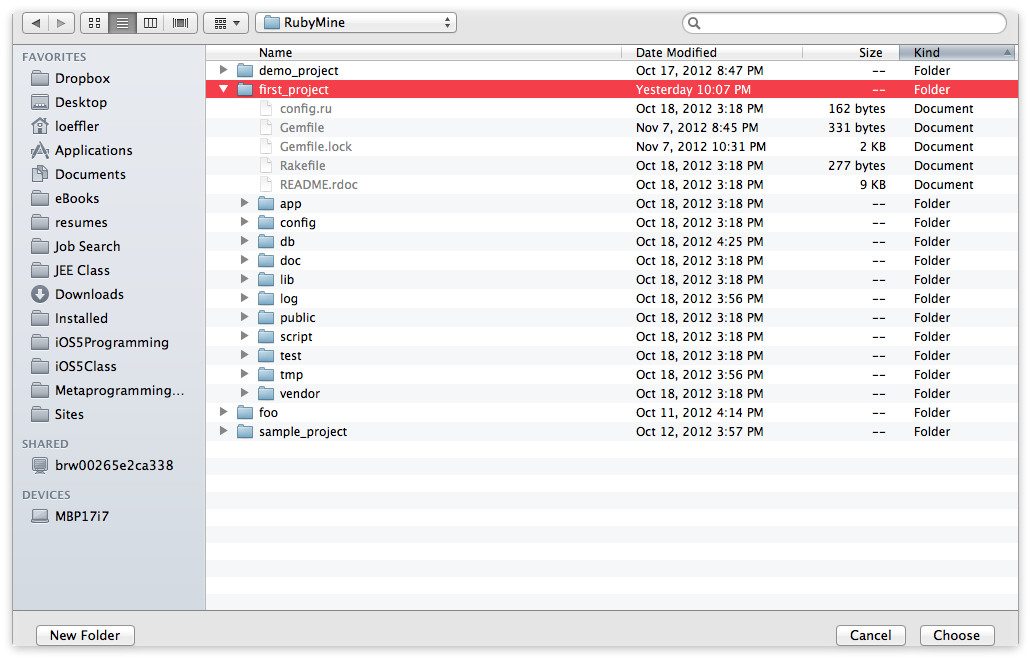 RubyMine
FAVORITES
Dropbox
Desktop
loeffler
Applications
Documents
eBooks
resumes
Job Search
JEE Class
Downloads
Installed
iOS5Programming
iOS5Class
Metaprogramming...
Sites
SHARED
brw00265e2ca338
DEVICES
MBP17i7
Name Date Modified Size Kind
demo_project Oct 17, 2012 8:47 PM -- Folder
first_project Yesterday 10:07 PM -- Folder
config.ru Oct 18, 2012 3:18 PM 162 bytes Document
Gemfile Nov 7, 2012 8:45 PM 331 bytes Document
Gemfile.lock Nov 7, 2012 10:31 PM 2 KB Document
Rakefile Oct 18, 2012 3:18 PM 277 bytes Document
README.rdoc Oct 18, 2012 3:18 PM 9 KB Document
app Oct 18, 2012 3:18 PM -- Folder
config Oct 18, 2012 3:18 PM -- Folder
db Oct 18, 2012 4:25 PM -- Folder
doc Oct 18, 2012 3:18 PM -- Folder
lib Oct 18, 2012 3:18 PM -- Folder
log Oct 18, 2012 3:56 PM -- Folder
public Oct 18, 2012 3:18 PM -- Folder
script Oct 18, 2012 3:18 PM -- Folder
test Oct 18, 2012 3:18 PM -- Folder
tmp Oct 18, 2012 3:56 PM -- Folder
vendor Oct 18, 2012 3:18 PM -- Folder
foo Oct 11, 2012 4:14 PM -- Folder
sample_project Oct 12, 2012 3:57 PM -- Folder
New Folder Cancel Choose